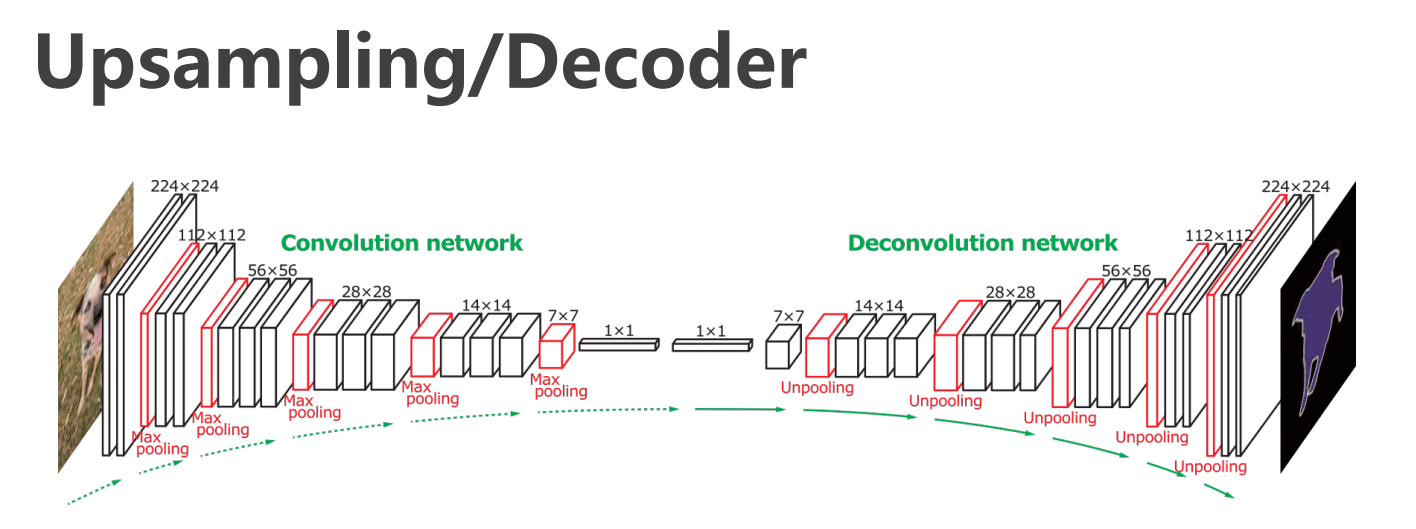 Upsampling/Decoder
224×224
112×112
56×56
28×28
14×14
7×7
1×1
1×1
7×7
14×14
28×28
56×56
112×112
224×224
Convolution network
Deconvolution network
Max
pooling
Max
pooling
Max
pooling
Max
pooling
Max
pooling
Unpooling
Unpooling
Unpooling
Unpooling
Unpooling